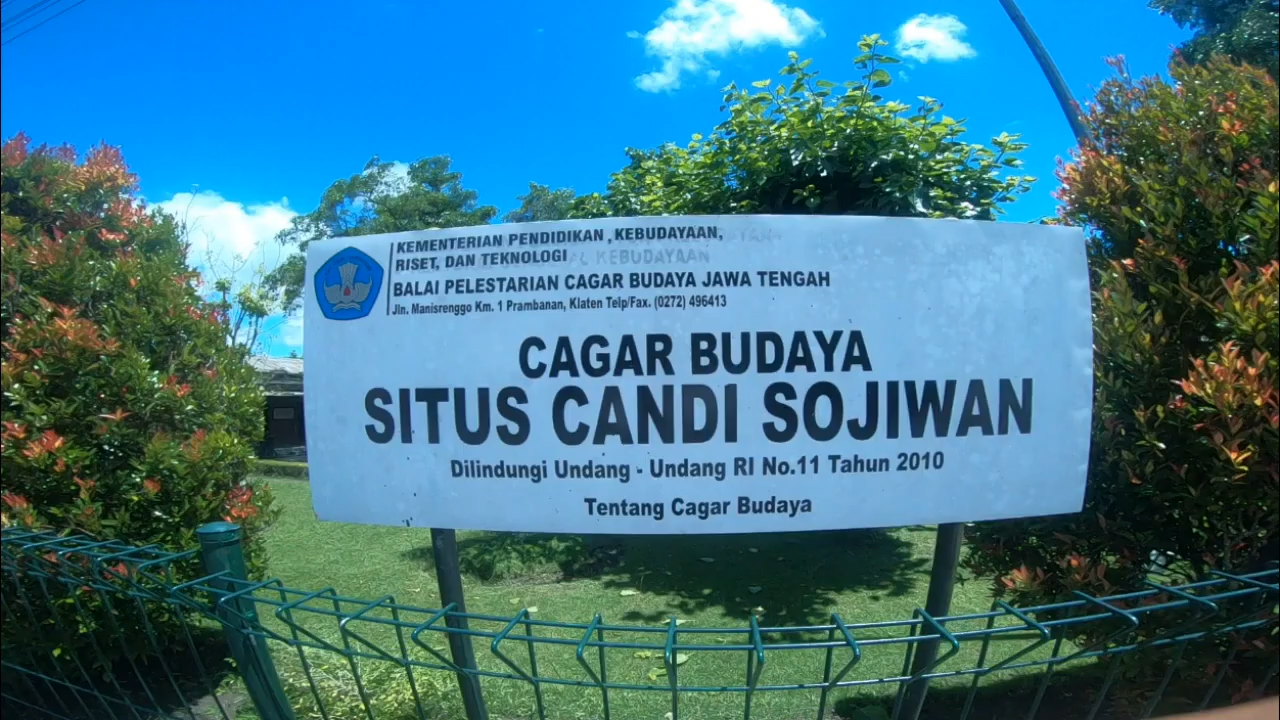 KEMENTERIAN PENDIDIKAN , KEBUDAYAAN,
RISET, DAN TEKNOLOGI
KEBUDAYAAN
BALAI PELESTARIAN CAGAR BUDAYA JAWA TENGAH
Jln. Manisrenggo Km. 1 Prambanan, Klaten Telp/Fax. (0272) 496413
CAGAR BUDAYA
SITUS CANDI SOJIWAN
Dilindungi Undang - Undang RI No.11 Tahun 2010
Tentang Cagar Budaya